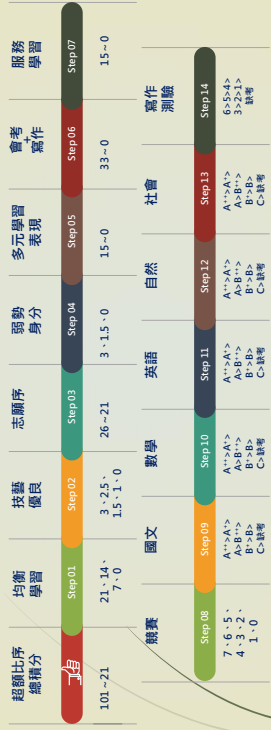 超額比序
總積分
101~21
均衡
學習
Step 01
21、14、
7、0
技藝
優良
Step 02
3、2.5、
1.5、1、0
志願序
Step 03
26~21
弱勢
身分
Step 04
3、1.5、0
多元學習
表現
Step 05
15~0
會考
+
寫作
Step 06
33~0
服務
學習
Step 07
15~0
競賽
Step 08
7、6、5、
4、3、2、
1、0
國文
Step 09
A++>A+>
A>B++>
B+>B>
C>缺考
數學
Step 10
A++>A+>
A>B++>
B+>B>
C>缺考
英語
Step 11
A++>A+>
A>B++>
B+>B>
C>缺考
自然
Step 12
A++>A+>
A>B++>
B+>B>
C>缺考
社會
Step 13
A++>A+>
A>B++>
B+>B>
C>缺考
寫作
測驗
Step 14
6>5>4>
3>2>1>
缺考